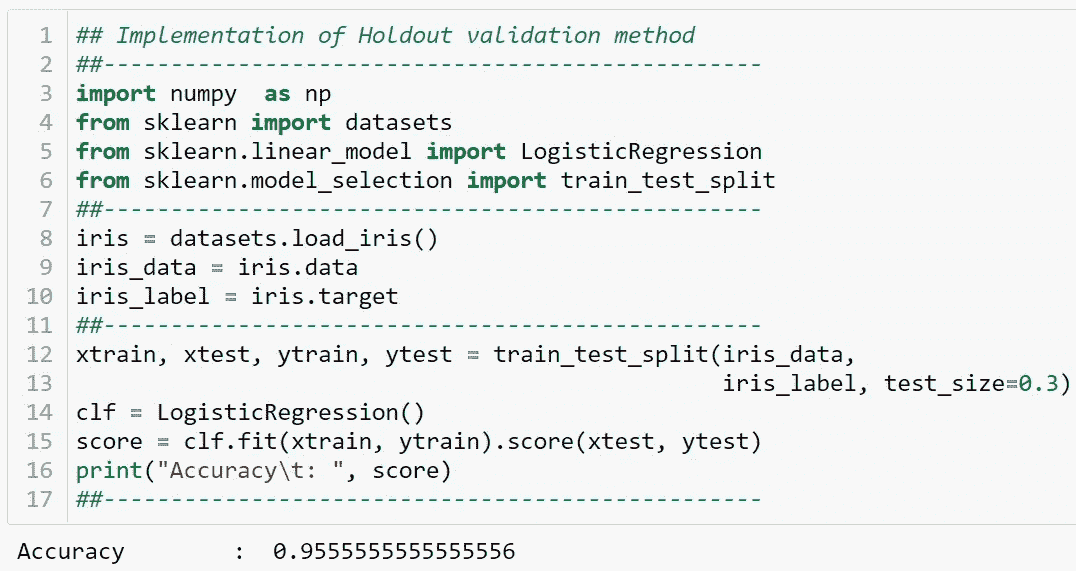 1 ## Implementation of Holdout validation method
2 ##-------------------------------------------------
3 import numpy  as np
4 from sklearn import datasets
5 from sklearn.linear_model import LogisticRegression
6 from sklearn.model_selection import train_test_split
7 ##-------------------------------------------------
8 iris = datasets.load_iris()
9 iris_data = iris.data
10 iris_label = iris.target
11 ##-------------------------------------------------
12 xtrain, xtest, ytrain, ytest = train_test_split(iris_data,
13                                                 iris_label, test_size=0.3)
14 clf = LogisticRegression()
15 score = clf.fit(xtrain, ytrain).score(xtest, ytest)
16 print("Accuracy\t: ", score)
17 ##-------------------------------------------------
Accuracy        :  0.9555555555555556